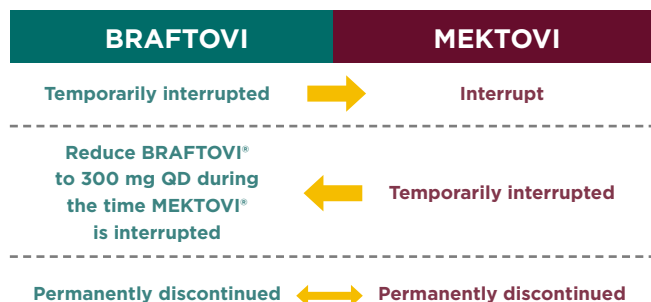 BRAFTOVI MEKTOVI
Temporarily interrupted Interrupt
Reduce BRAFTOVI®
to 300 mg QD during
the time MEKTOVI®
is interrupted
Temporarily interrupted
Permanently discontinued Permanently discontinued